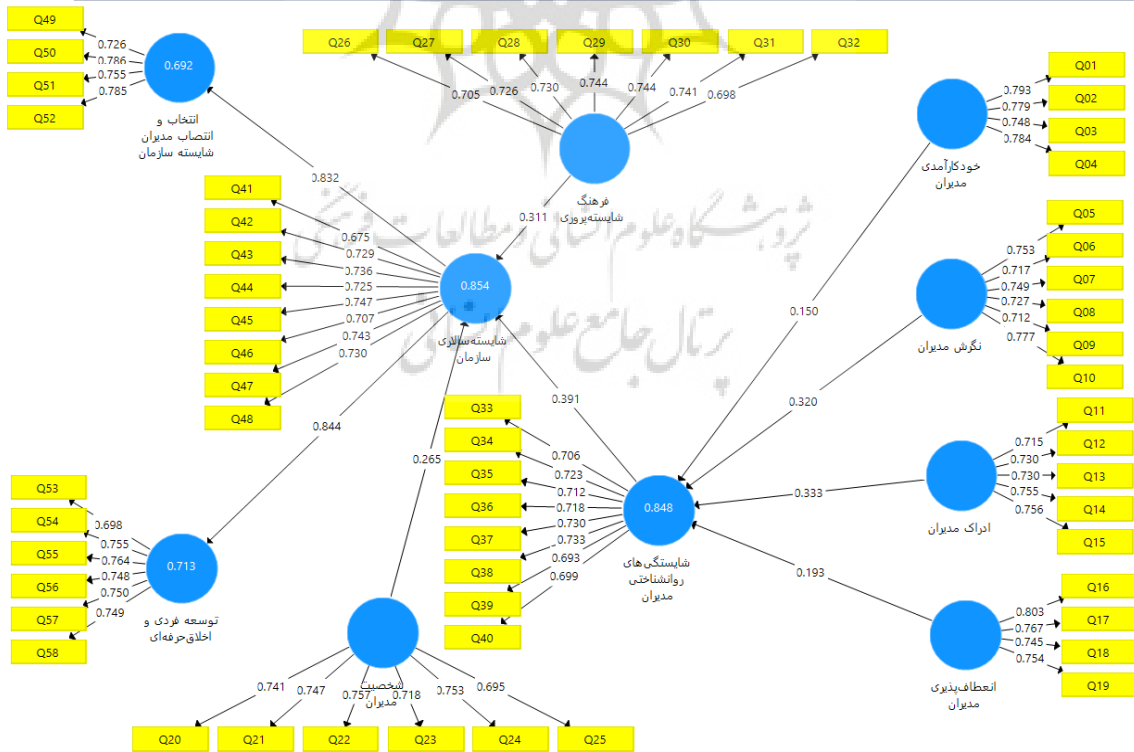 Q49
Q50
Q51
Q52
0.726
0.786
0.755
0.785
0.692
انتخاب و
انتصاب مدیران
شایسته سازمان
Q26
Q27
Q28
Q29
Q30
Q31
Q32
0.705
0.726
0.730
0.744
0.744
0.741
0.698
فرهنگ
شایسته‌پروری
Q01
Q02
Q03
Q04
0.793
0.779
0.748
0.784
خودکارآمدی
مدیران
0.832
0.311
0.150
Q41
Q42
Q43
Q44
Q45
Q46
Q47
Q48
0.675
0.729
0.736
0.725
0.747
0.707
0.743
0.730
0.854
شایسته‌سالاری
سازمان
پژوهشگاه علوم انسانی و مطالعات فرهنگی
پرتال جامع علوم انسانی
Q05
Q06
Q07
Q08
Q09
Q10
0.753
0.717
0.749
0.727
0.712
0.777
نگرش مدیران
0.320
0.391
0.844
0.265
Q33
Q34
Q35
Q36
Q37
Q38
Q39
Q40
0.706
0.723
0.712
0.718
0.730
0.733
0.693
0.699
0.848
شایستگی‌های
روانشناختی
مدیران
Q11
Q12
Q13
Q14
Q15
0.715
0.730
0.730
0.755
0.756
ادراک مدیران
0.333
0.193
Q53
Q54
Q55
Q56
Q57
Q58
0.698
0.755
0.764
0.748
0.750
0.749
0.713
توسعه فردی و
اخلاق‌حرفه‌ای
Q16
Q17
Q18
Q19
0.803
0.767
0.745
0.754
انعطاف‌پذیری
مدیران
شخصیت
مدیران
0.741
0.747
0.757
0.718
0.753
0.695
Q20
Q21
Q22
Q23
Q24
Q25